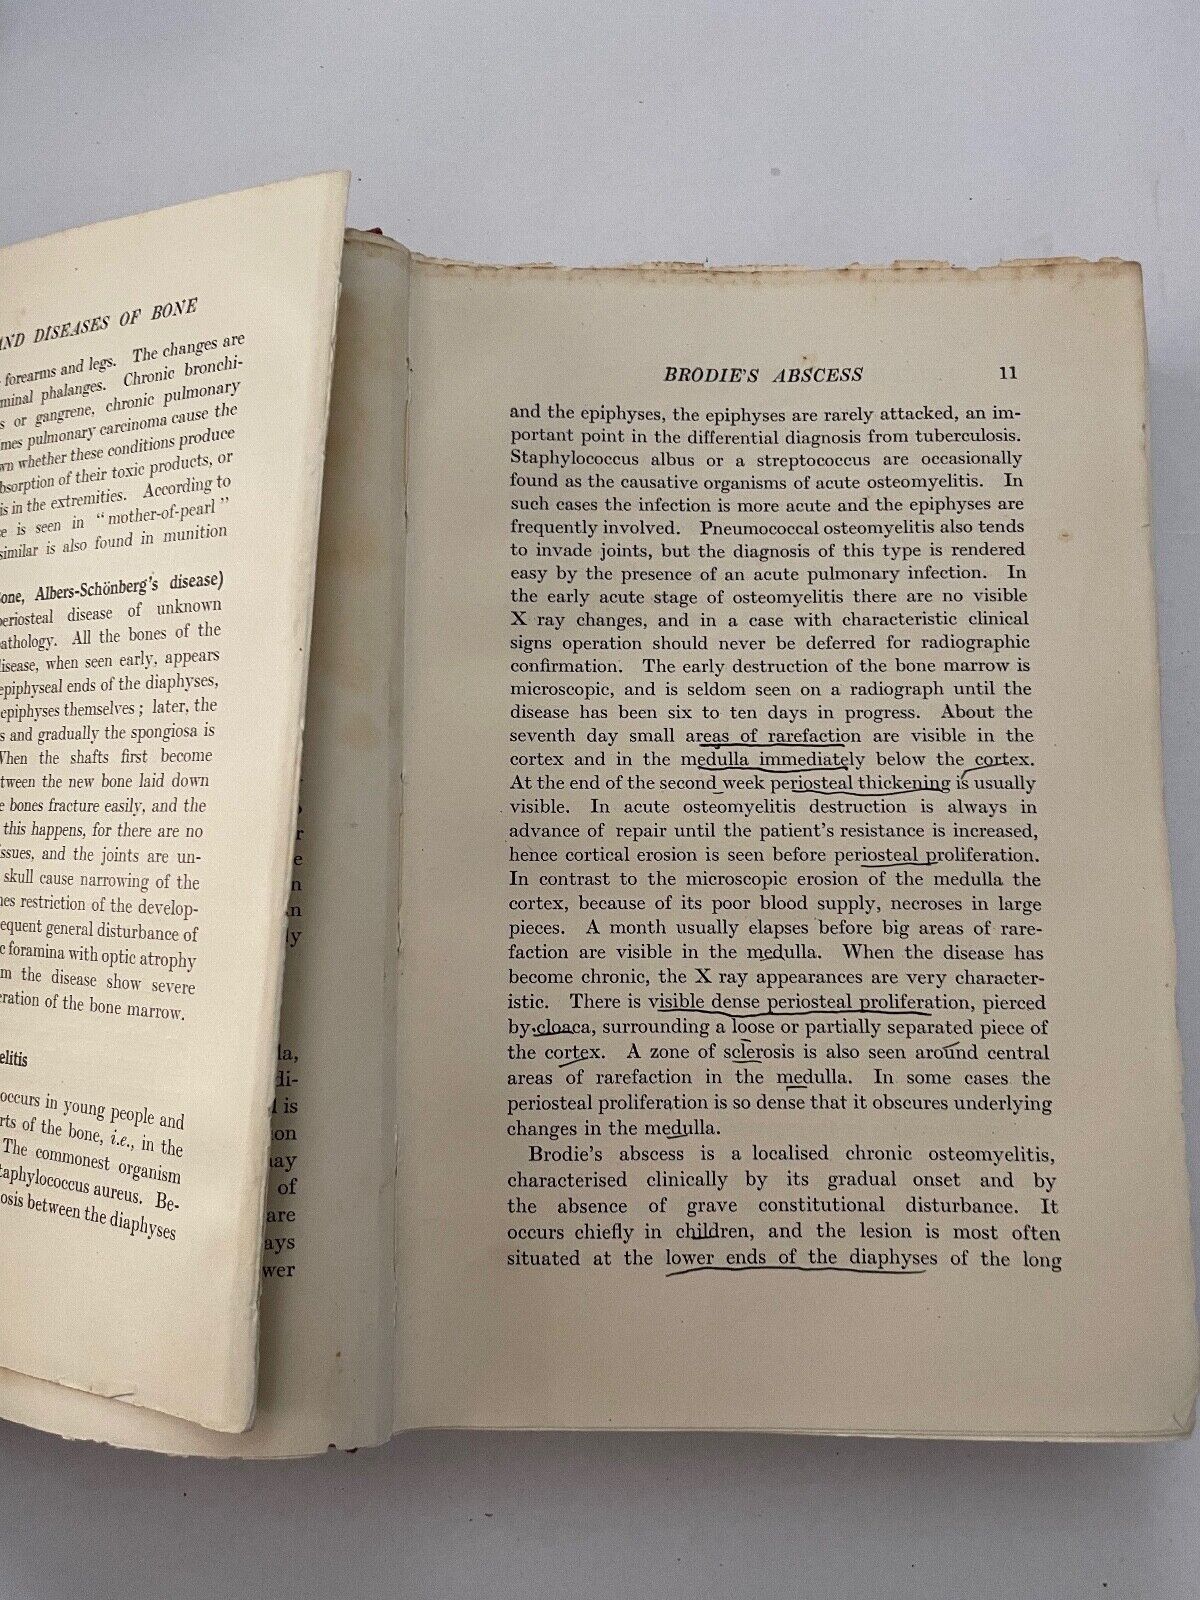 AND DISEASES OF BONE
forearms and legs. The changes are
minal phalanges. Chronic bronchi-
s or gangrene, chronic pulmonary
mes pulmonary carcinoma cause the
wn whether these conditions produce
bsorption of their toxic products, or
is in the extremities. According to
e is seen in "mother-of-pearl"
similar is also found in munition
one, Albers-Schönberg's disease)
periosteal disease of unknown
pathology. All the bones of the
disease, when seen early, appears
epiphyseal ends of the diaphyses,
epiphyses themselves; later, the
s and gradually the spongiosa is
When the shafts first become
between the new bone laid down
e bones fracture easily, and the
this happens, for there are no
issues, and the joints are un-
skull cause narrowing of the
nes restriction of the develop-
equent general disturbance of
c foramina with optic atrophy
m the disease show severe
eration of the bone marrow.
elitis
occurs in young people and
rts of the bone, i.e., in the
The commonest organism
taphylococcus aureus. Be-
osis between the diaphyses
r
e
n
n
ly
la,
di-
d is
ion
may
of
are
ays
wer
BRODIE'S ABSCESS 11
and the epiphyses, the epiphyses are rarely attacked, an im-
portant point in the differential diagnosis from tuberculosis.
Staphylococcus albus or a streptococcus are occasionally
found as the causative organisms of acute osteomyelitis. In
such cases the infection is more acute and the epiphyses are
frequently involved. Pneumococcal osteomyelitis also tends
to invade joints, but the diagnosis of this type is rendered
easy by the presence of an acute pulmonary infection. In
the early acute stage of osteomyelitis there are no visible
X ray changes, and in a case with characteristic clinical
signs operation should never be deferred for radiographic
confirmation. The early destruction of the bone marrow is
microscopic, and is seldom seen on a radiograph until the
disease has been six to ten days in progress. About the
seventh day small areas of rarefaction are visible in the
cortex and in the medulla immediately below the cortex.
At the end of the second week periosteal thickening is usually
visible. In acute osteomyelitis destruction is always in
advance of repair until the patient's resistance is increased,
hence cortical erosion is seen before periosteal proliferation.
In contrast to the microscopic erosion of the medulla the
cortex, because of its poor blood supply, necroses in large
pieces. A month usually elapses before big areas of rare-
faction are visible in the medulla. When the disease has
become chronic, the X ray appearances are very character-
istic. There is visible dense periosteal proliferation, pierced
by cloaca, surrounding a loose or partially separated piece of
the cortex. A zone of sclerosis is also seen around central
areas of rarefaction in the medulla. In some cases the
periosteal proliferation is so dense that it obscures underlying
changes in the medulla.
Brodie's abscess is a localised chronic osteomyelitis,
characterised clinically by its gradual onset and by
the absence of grave constitutional disturbance. It
occurs chiefly in children, and the lesion is most often
situated at the lower ends of the diaphyses of the long